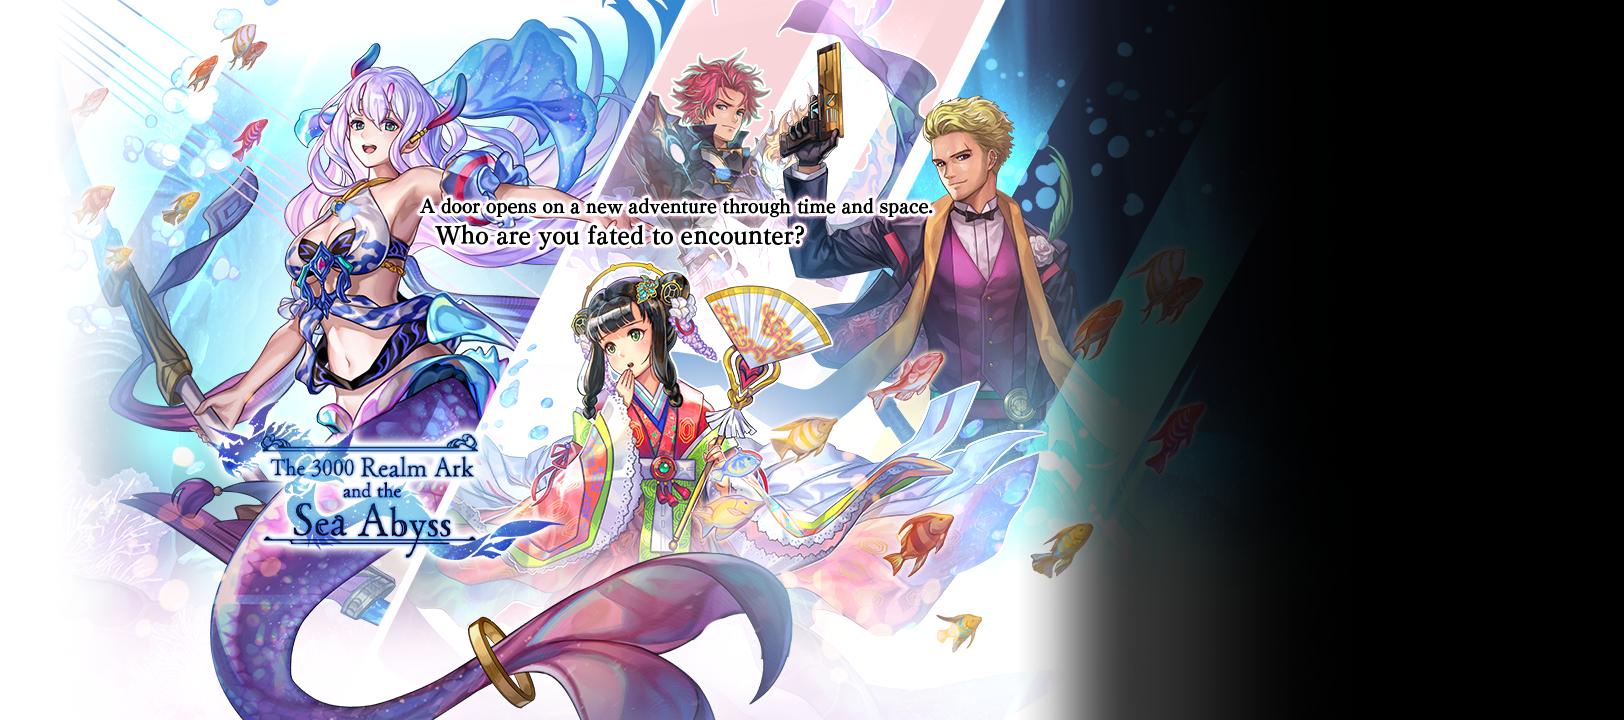 A door opens on a new adventure through time and space.
Who are you fated to encounter?
The 3000 Realm Ark
and the
Sea Abyss